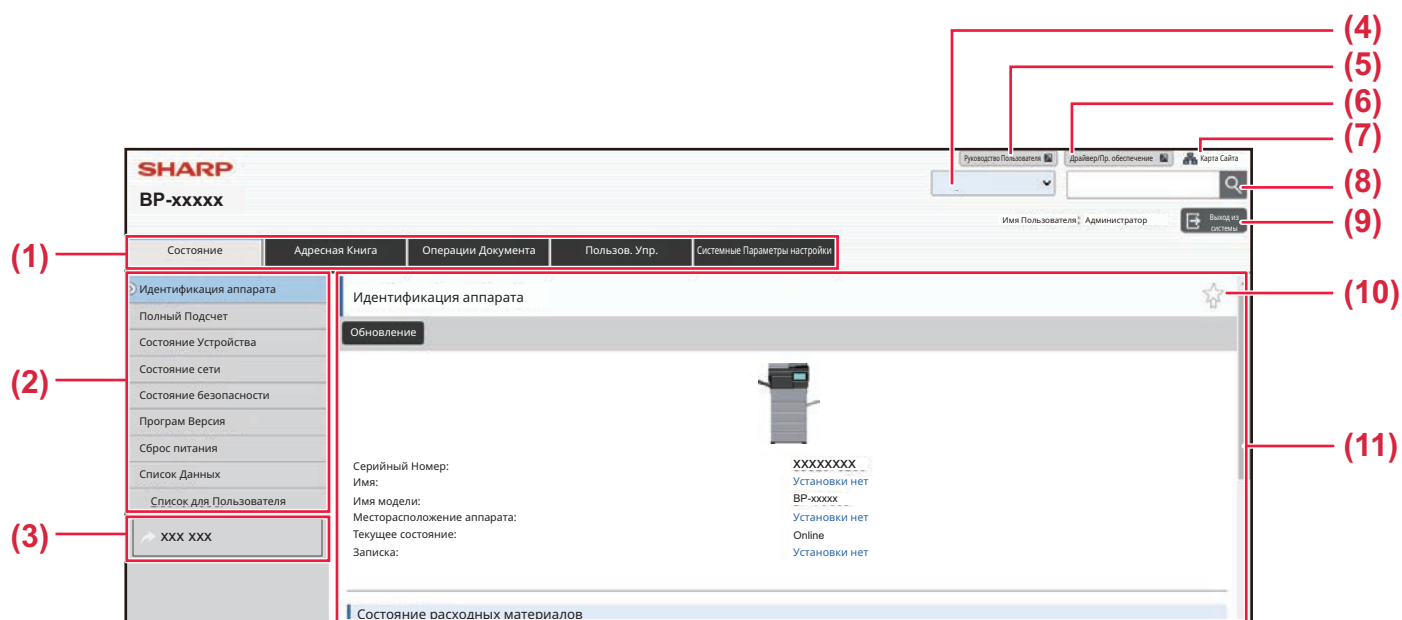 (4)
(5)
(6)
(7)
SHARP
Руководство Пользователя
Драйвер/Пр. обеспечение
Карта Сайта
(8)
BP-xxxxx
Имя Пользователя: Администратор
Выход из системы
(9)
(1)
Состояние
Адресная Книга
Операции Документа
Пользов. Упр.
Системные Параметры настройки
Идентификация аппарата
Полный Подсчет
Состояние Устройства
Состояние сети
(2)
Состояние безопасности
Програм Версия
Сброс питания
Список Данных
Список для Пользователя
(3)
XXX XXX
Идентификация аппарата
(10)
Обновление
(11)
Серийный Номер: XXXXXXXX
Имя: Установки нет
Имя модели: BP-xxxxx
Месторасположение аппарата: Установки нет
Текущее состояние: Online
Записка: Установки нет
Состояние расходных материалов